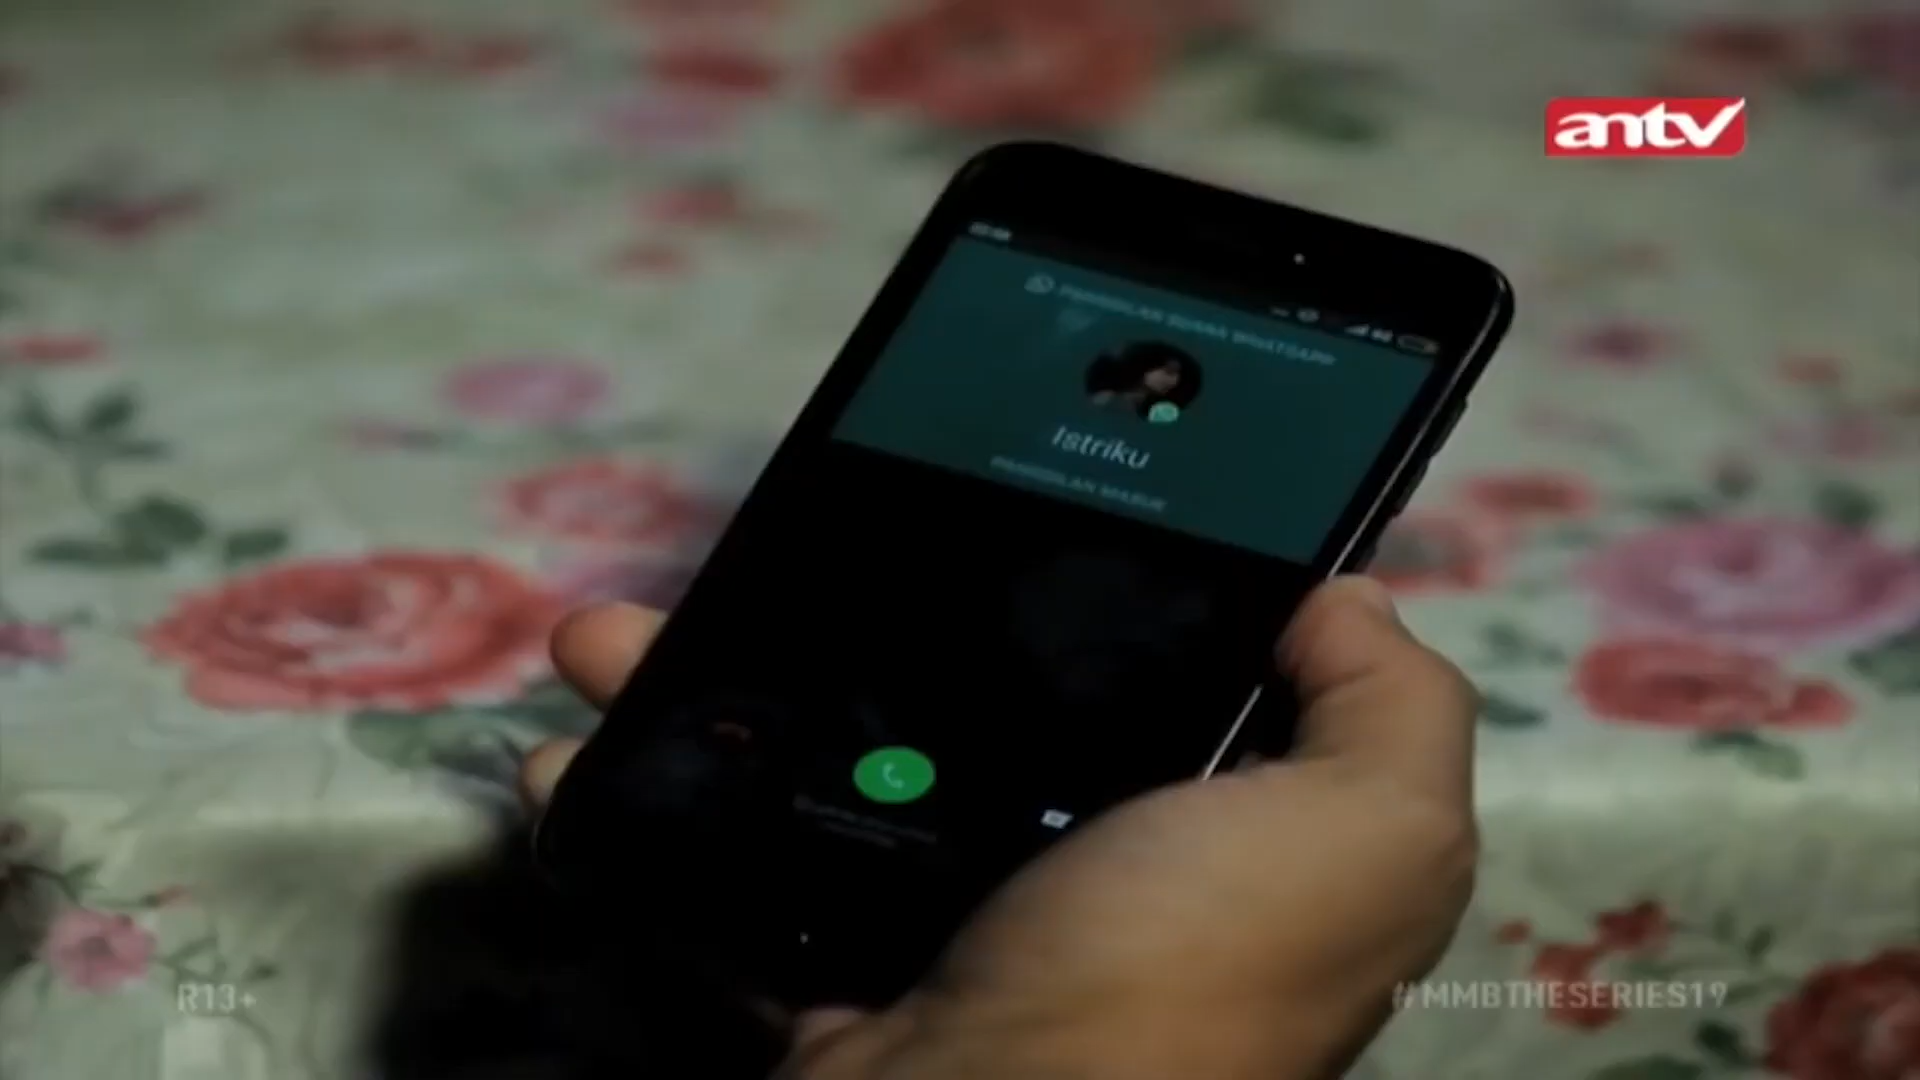 antv
PANGGILAN SUARA WHATSAPP
Istriku
PANGGILAN MASUK
R13+
#MMBTHESERIES19